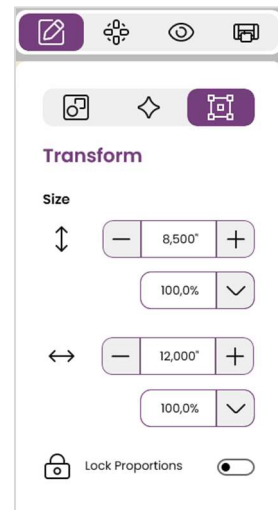 Transform
Size
8,500"
100,0%
12,000"
100,0%
Lock Proportions